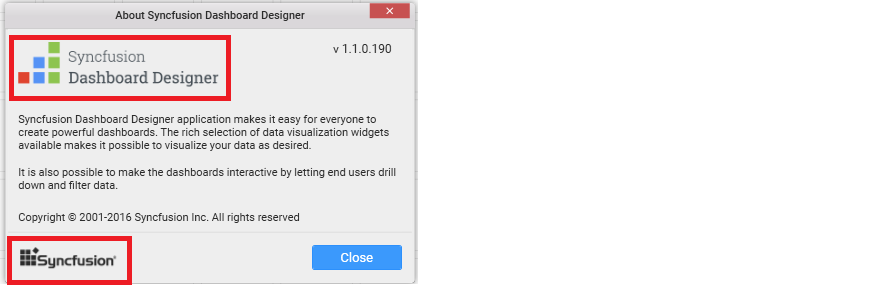 About Syncfusion Dashboard Designer
v 1.1.0.190
Syncfusion
Dashboard Designer
Syncfusion Dashboard Designer application makes it easy for everyone to
create powerful dashboards. The rich selection of data visualization widgets
available makes it possible to visualize your data as desired.
It is also possible to make the dashboards interactive by letting end users drill
down and filter data.
Copyright © 2001-2016 Syncfusion Inc. All rights reserved
Syncfusion
Close